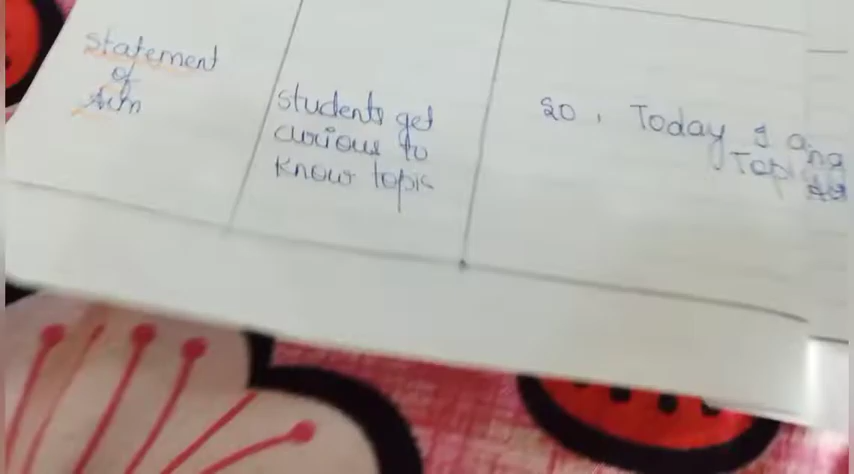 Statement
of
Aim
Students get
curious to
know topic
So, Today I
Topic